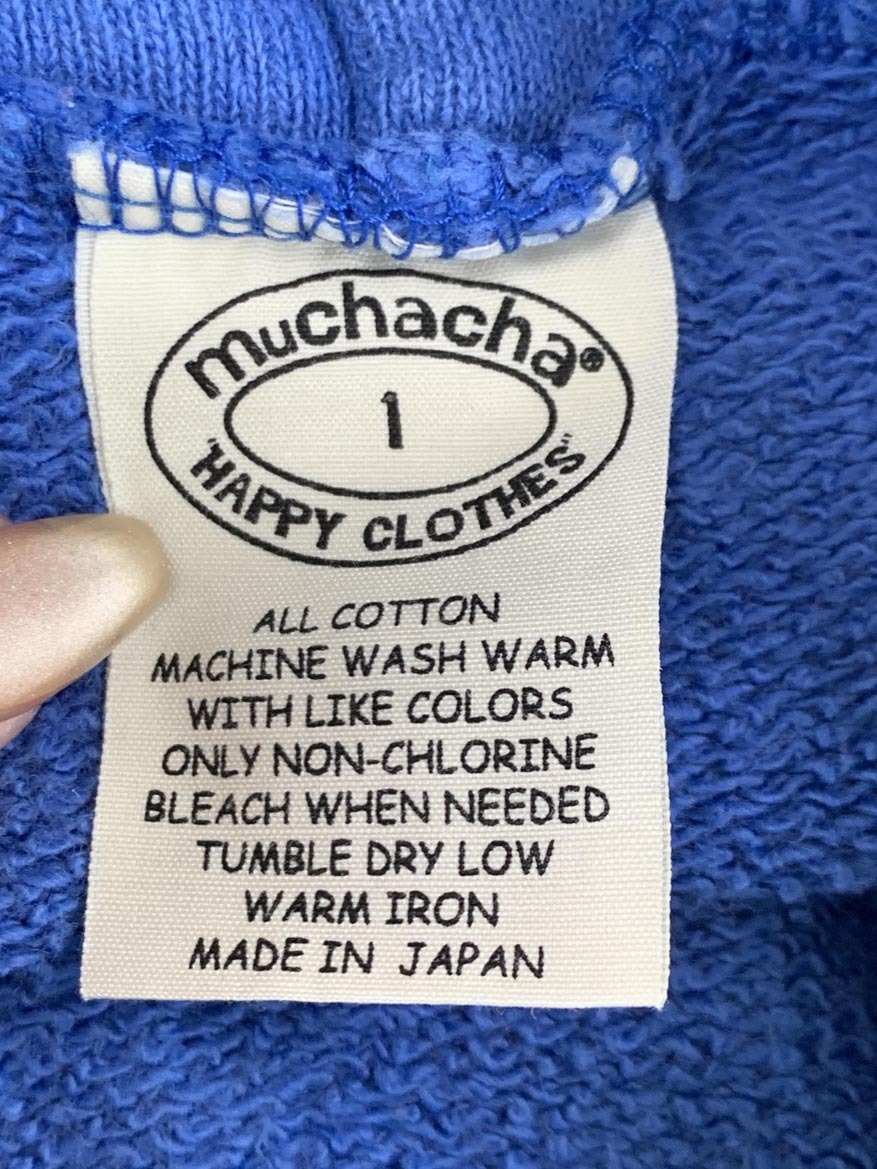 muchacha®
1
"HAPPY CLOTHES"
ALL COTTON
MACHINE WASH WARM
WITH LIKE COLORS
ONLY NON-CHLORINE
BLEACH WHEN NEEDED
TUMBLE DRY LOW
WARM IRON
MADE IN JAPAN